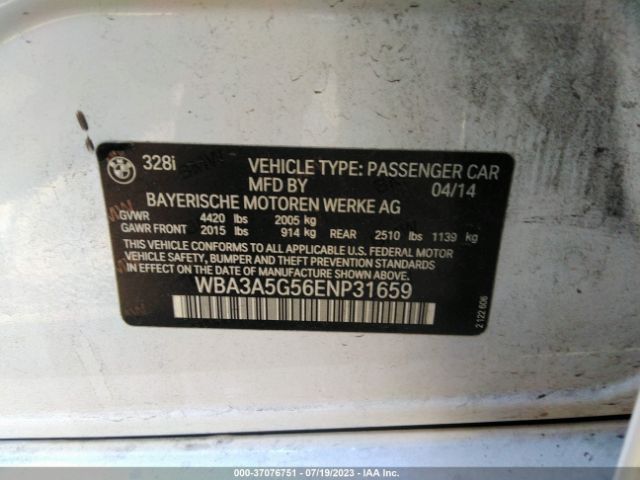 328i
VEHICLE TYPE: PASSENGER CAR
MFD BY 04/14
BAYERISCHE MOTOREN WERKE AG
GVWR 4420 lbs 2005 kg
GAWR FRONT 2015 lbs 914 kg REAR 2510 lbs 1139 kg
THIS VEHICLE CONFORMS TO ALL APPLICABLE U.S. FEDERAL MOTOR
VEHICLE SAFETY, BUMPER AND THEFT PREVENTION STANDARDS
IN EFFECT ON THE DATE OF MANUFACTURE SHOWN ABOVE.
WBA3A5G56ENP31659
2 122 606
000-37076751 - 07/19/2023 - IAA Inc.